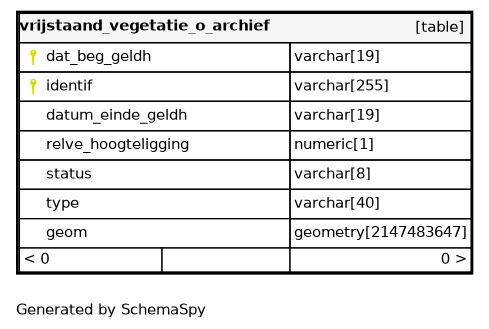 vrijstaand_vegetatie_o_archief [table]
dat_beg_geldh varchar[19]
identif varchar[255]
datum_einde_geldh varchar[19]
relve_hoogteligging numeric[1]
status varchar[8]
type varchar[40]
geom geometry[2147483647]
< 0 0 >
Generated by SchemaSpy